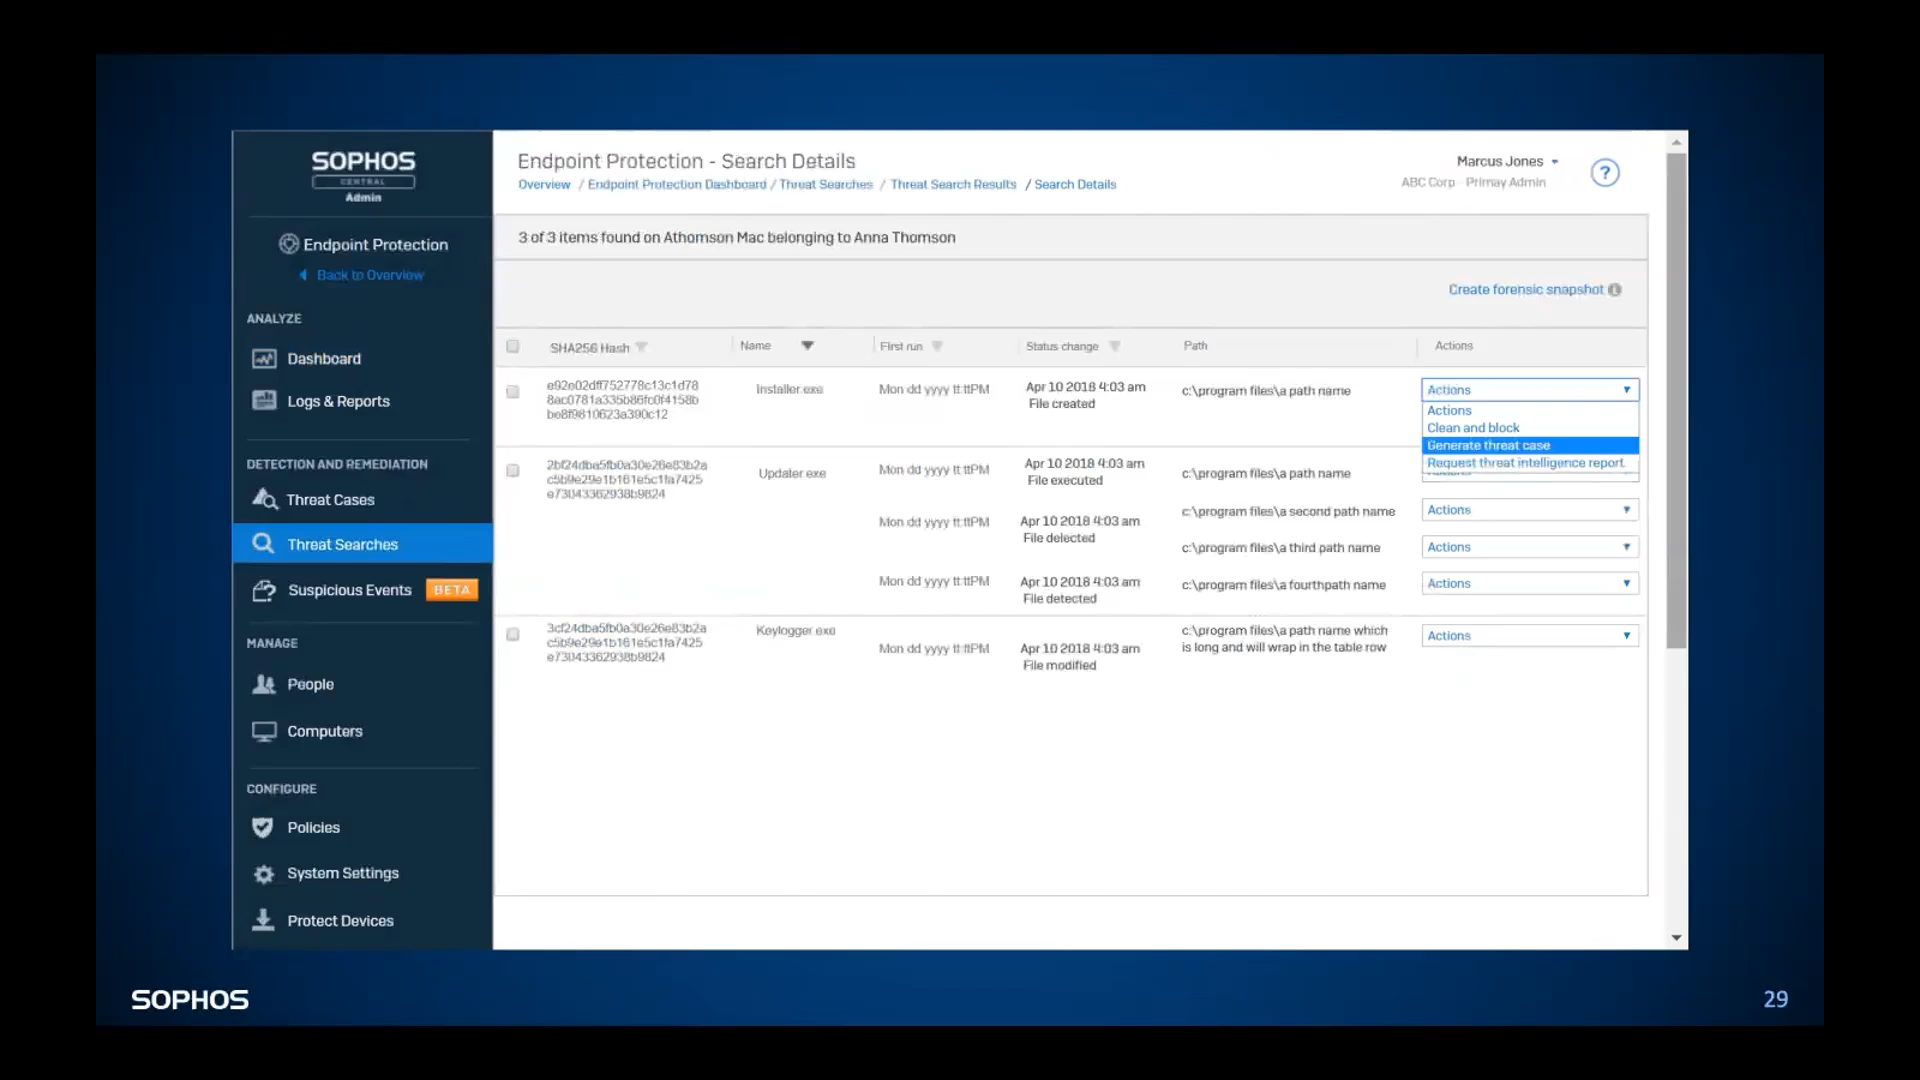 SOPHOS
CENTRAL
Admin
Endpoint Protection
Back to Overview
ANALYZE
Dashboard
Logs & Reports
DETECTION AND REMEDIATION
Threat Cases
Threat Searches
Suspicious Events BETA
MANAGE
People
Computers
CONFIGURE
Policies
System Settings
Protect Devices
Endpoint Protection - Search Details
Overview / Endpoint Protection Dashboard / Threat Searches / Threat Search Results / Search Details
Marcus Jones
ABC Corp - Primay Admin
?
3 of 3 items found on Athomson Mac belonging to Anna Thomson
Create forensic snapshot
SHA256 Hash Name First run Status change Path Actions
e92e02dff752778c13c1d78
8ac0781a335b86fc0f4158b
be8f9810623a390c12
Installer.exe
Mon dd yyyy tt:ttPM
Apr 10 2018 4:03 am
File created
c:\program files\a path name
Actions
Actions
Clean and block
Generate threat case
Request threat intelligence report
2bf24dba5fb0a30e26e83b2a
c5b9e29e1b161e5c1fa7425
e73043362938b9824
Updater.exe
Mon dd yyyy tt:ttPM
Apr 10 2018 4:03 am
File executed
c:\program files\a path name
c:\program files\a second path name
Actions
Mon dd yyyy tt:ttPM
Apr 10 2018 4:03 am
File deleted
c:\program files\a third path name
Actions
Mon dd yyyy tt:ttPM
Apr 10 2018 4:03 am
File detected
c:\program files\a fourthpath name
Actions
3cf24dba5fb0a30e26e83b2a
c5b9e29e1b161e5c1fa7425
e73043362938b9824
Keylogger.exe
Mon dd yyyy tt:ttPM
Apr 10 2018 4:03 am
File modified
c:\program files\a path name which
is long and will wrap in the table row
Actions
SOPHOS
29